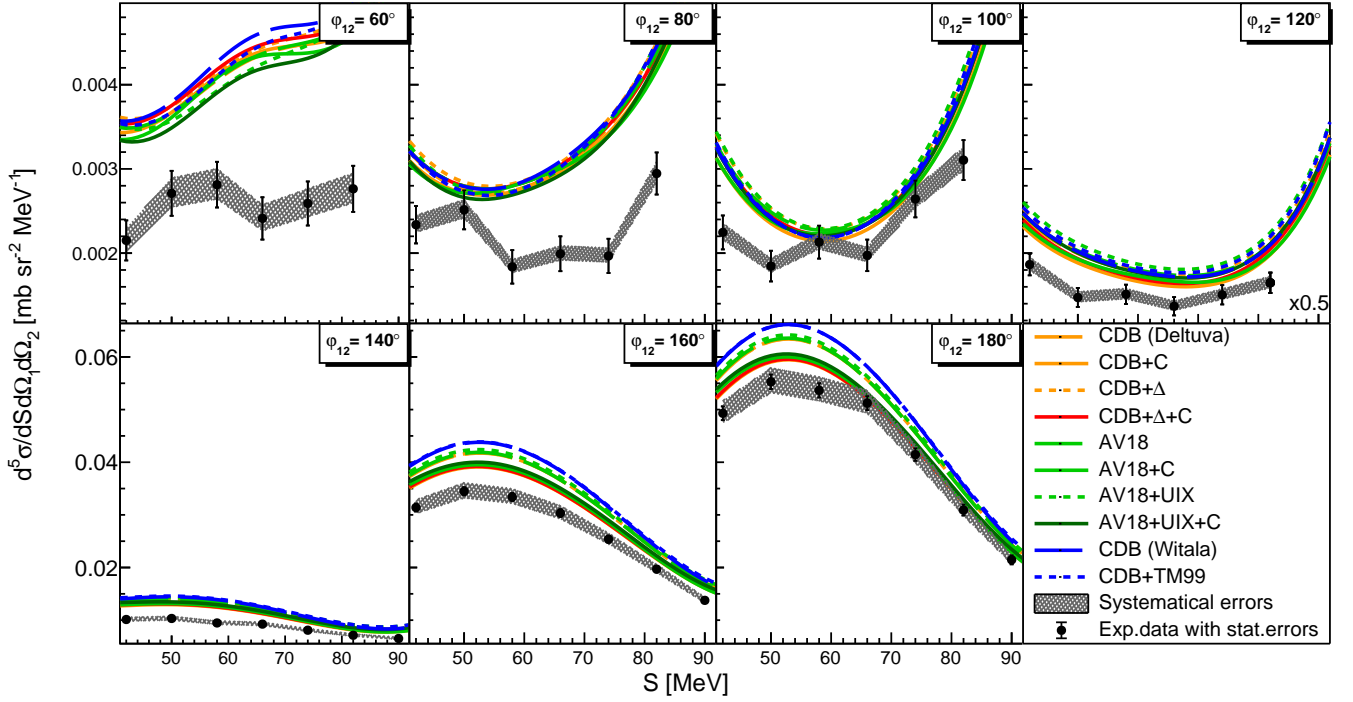 φ12= 60°
φ12= 80°
φ12= 100°
φ12= 120°
0.004
0.003
0.002
x0.5
d⁵σ/dSdΩ₁dΩ₂ [mb sr⁻² MeV⁻¹]
φ12= 140°
φ12= 160°
φ12= 180°
0.06
0.04
0.02
CDB (Deltuva)
CDB+C
CDB+Δ
CDB+Δ+C
AV18
AV18+C
AV18+UIX
AV18+UIX+C
CDB (Witala)
CDB+TM99
Systematical errors
Exp.data with stat.errors
50 60 70 80 90 50 60 70 80 90 50 60 70 80 90
S [MeV]